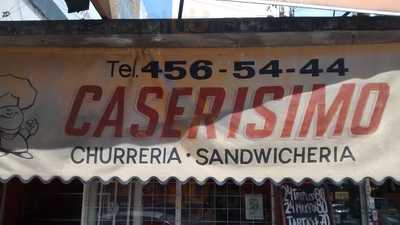 Tel. 456-54-44
CASERISIMO
CHURRERIA · SANDWICHERIA